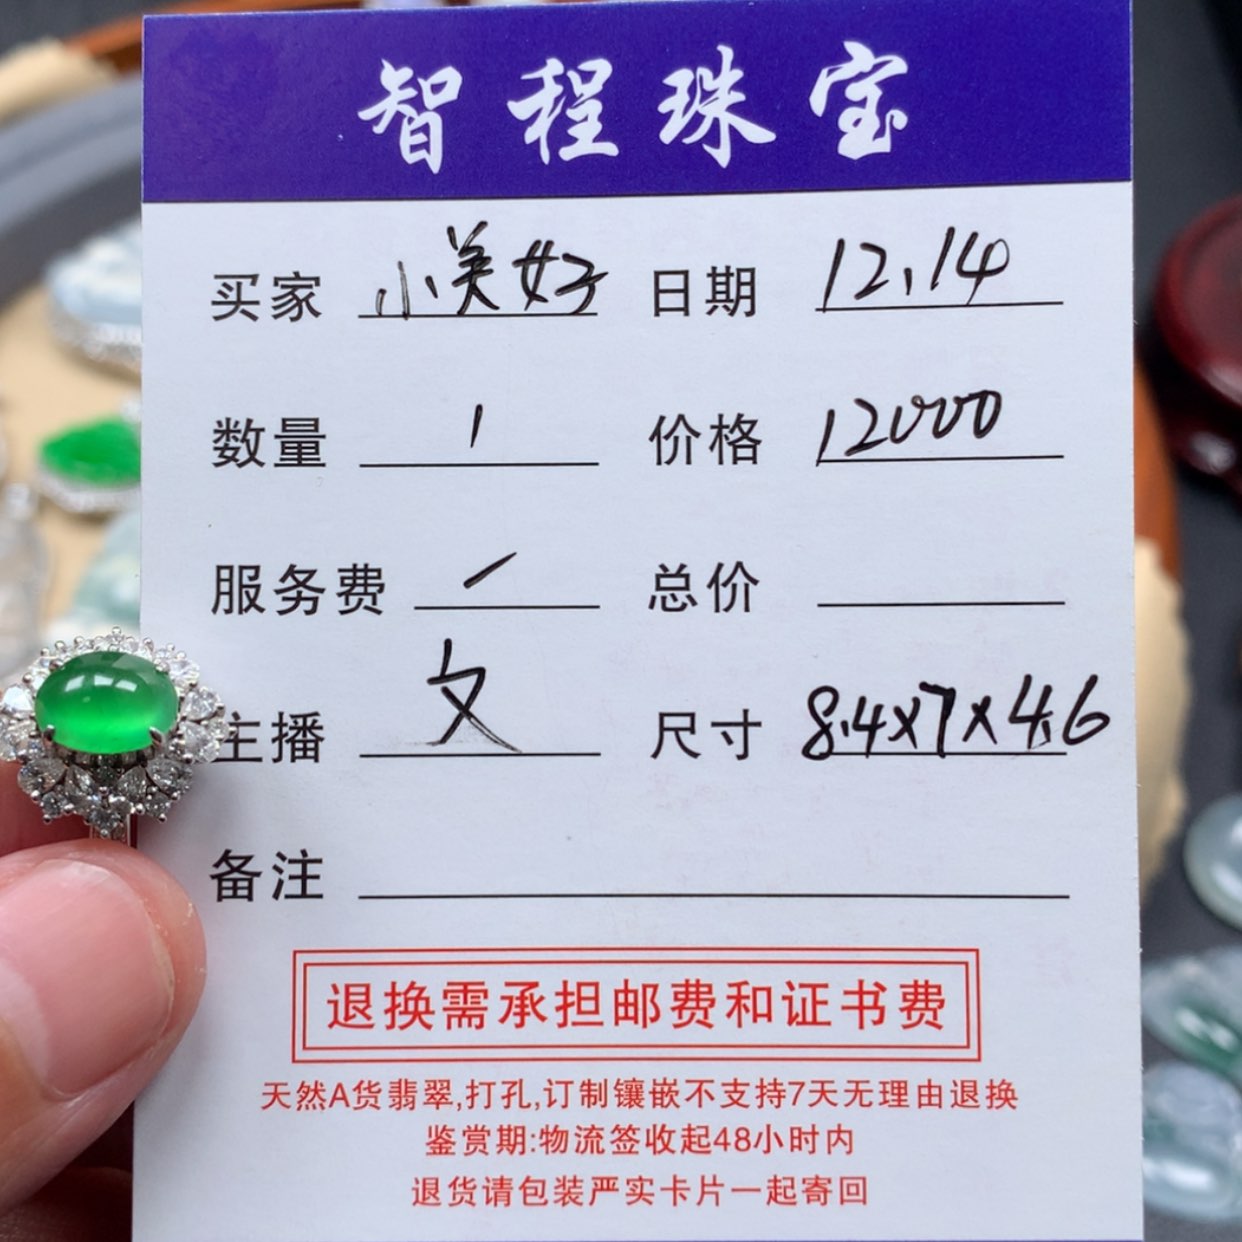 智程珠宝
买家 小美好 日期 12.14
数量 1 价格 12000
服务费 / 总价
主播 文 尺寸 8.4x7x4.6
备注
退换需承担邮费和证书费
天然A货翡翠,打孔,订制镶嵌不支持7天无理由退换
鉴赏期:物流签收起48小时内
退货请包装严实卡片一起寄回